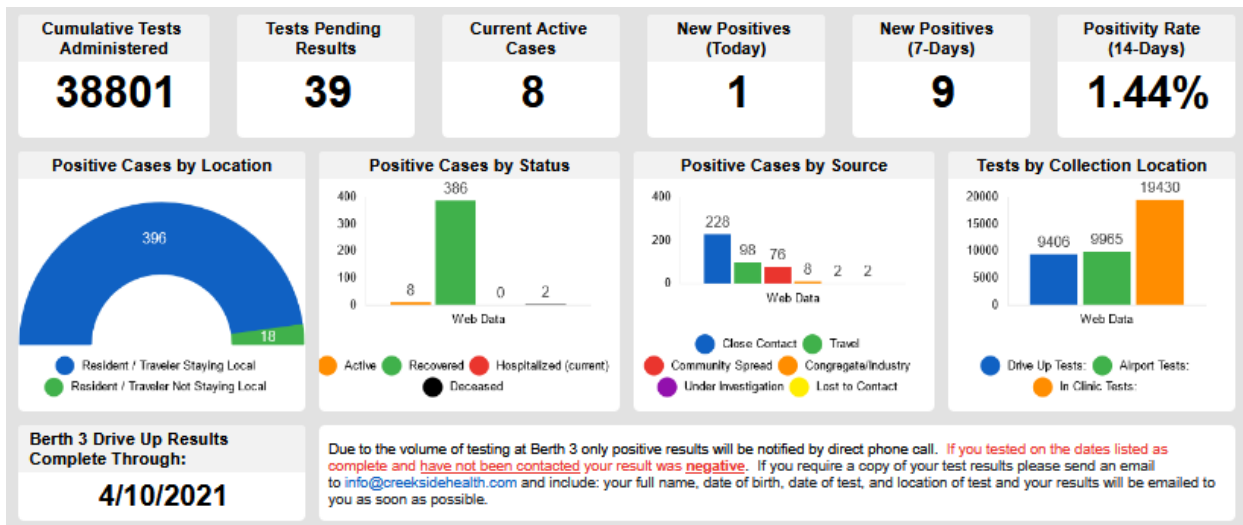 Cumulative Tests
Administered
38801
Tests Pending
Results
39
Current Active
Cases
8
New Positives
(Today)
1
New Positives
(7-Days)
9
Positivity Rate
(14-Days)
1.44%
Positive Cases by Location
396
18
Resident / Traveler Staying Local
Resident / Traveler Not Staying Local
Positive Cases by Status
400
300
200
100
0
8
386
0
2
Web Data
Active
Recovered
Hospitalized (current)
Deceased
Positive Cases by Source
400
200
0
228
98
76
8
2
2
Web Data
Close Contact
Travel
Community Spread
Congregate/Industry
Under Investigation
Lost to Contact
Tests by Collection Location
20000
15000
10000
5000
0
9406
9965
19430
Web Data
Drive Up Tests:
Airport Tests:
In Clinic Tests:
Berth 3 Drive Up Results
Complete Through:
4/10/2021
Due to the volume of testing at Berth 3 only positive results will be notified by direct phone call. If you tested on the dates listed as
complete and have not been contacted your result was negative. If you require a copy of your test results please send an email
to info@creeksidehealth.com and include: your full name, date of birth, date of test, and location of test and your results will be emailed to
you as soon as possible.